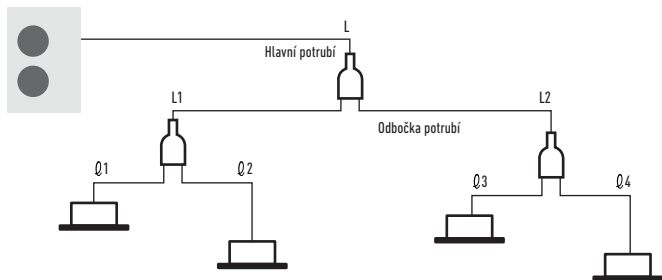 L
Hlavní potrubí
L1
L2
Odbočka potrubí
ℓ1
ℓ2
ℓ3
ℓ4